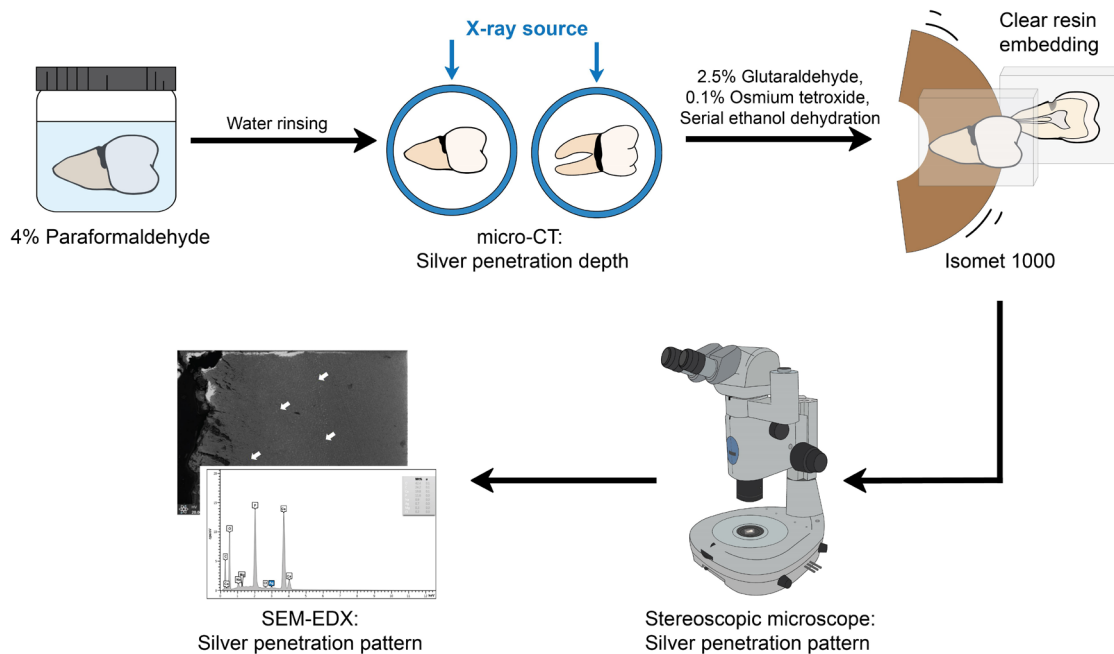 X-ray source
Clear resin
embedding
2.5% Glutaraldehyde,
0.1% Osmium tetroxide,
Serial ethanol dehydration
Water rinsing
4% Paraformaldehyde
micro-CT:
Silver penetration depth
Isomet 1000
SEM-EDX:
Silver penetration pattern
Stereoscopic microscope:
Silver penetration pattern